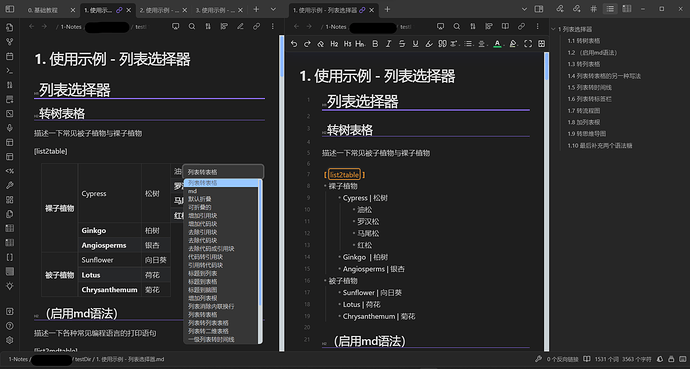 0. 基础教程
1. 使用示...
2. 使用示例 - ...
3. 使用示例 - ...
1. 使用示例 - 列表选择器
/ 1-Notes
/ test
/ 1-Notes
1. 使用示例 - 列表选择器
列表选择器
转树表格
描述一下常见被子植物与裸子植物
[list2table]
裸子植物
Cypress
松树
油
罗
马
红松
Ginkgo
柏树
Angiosperms
银杏
被子植物
Sunflower
向日葵
Lotus
荷花
Chrysanthemum
菊花
（启用md语法）
描述一下各种常见编程语言的打印语句
[list2mdtable]
列表转表格
列表转表格
md
默认折叠
可折叠的
增加引用块
增加代码块
去除引用块
去除代码块
去除代码或引用块
代码转引用块
引用转代码块
标题到列表
标题到表格
标题到脑图
增加列表根
列表消除内联换行
列表转表格
列表转列表表格
列表转二维表格
一级列表转时间线
1. 使用示例 - 列表选择器
列表选择器
转树表格
描述一下常见被子植物与裸子植物
[list2table]
裸子植物
Cypress | 松树
油松
罗汉松
马尾松
红松
Ginkgo | 柏树
Angiosperms | 银杏
被子植物
Sunflower | 向日葵
Lotus | 荷花
Chrysanthemum | 菊花
（启用md语法）
1 列表选择器
1.1 转树表格
1.2 （启用md语法）
1.3 转列表格
1.4 列表转表格的另一种写法
1.5 列表转时间线
1.6 列表转标签栏
1.7 转流程图
1.8 加列表根
1.9 转思维导图
1.10 最后补充两个语法糖
1-Notes /
/ testDir / 1. 使用示例 - 列表选择器.md
0 个反向链接
1531 个词 3563 个字符